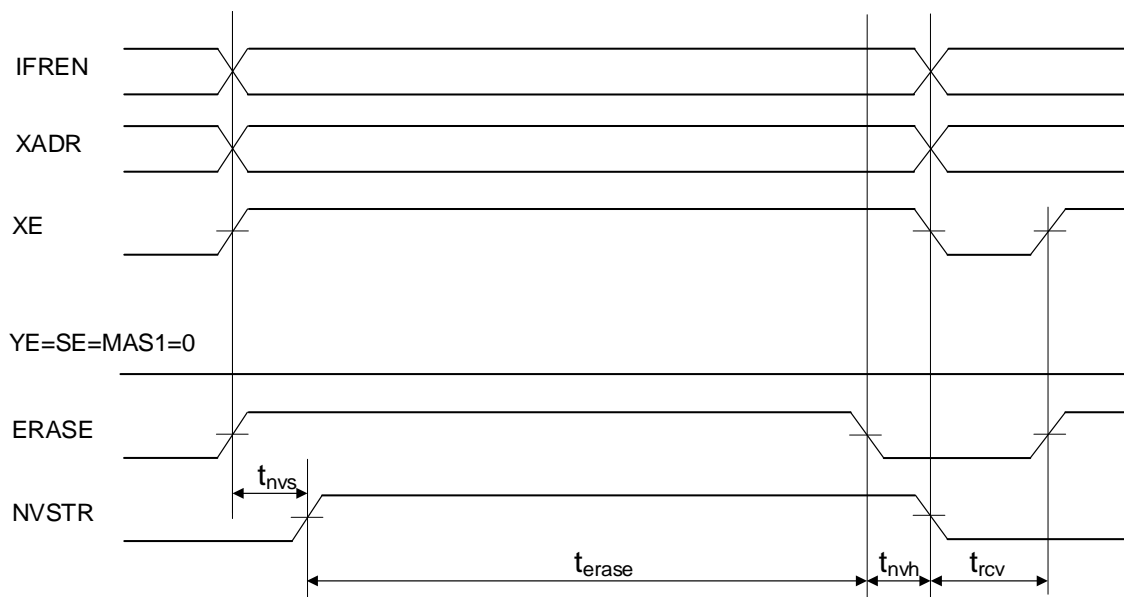 IFREN
XADR
XE
YE=SE=MAS1=0
ERASE
tnvs
NVSTR
terase
tnvh
trcv